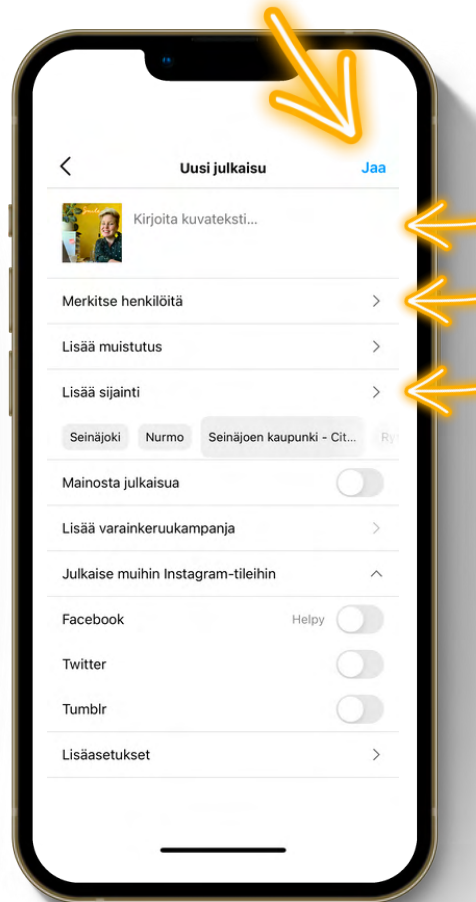 Uusi julkaisu
Jaa
Kirjoita kuvateksti...
Merkitse henkilöitä
Lisää muistutus
Lisää sijainti
Seinäjoki Nurmo Seinäjoen kaupunki - Cit...
Mainosta julkaisua
Lisää varainkeruukampanja
Julkaise muihin Instagram-tileihin
Facebook Helpy
Twitter
Tumblr
Lisäasetukset